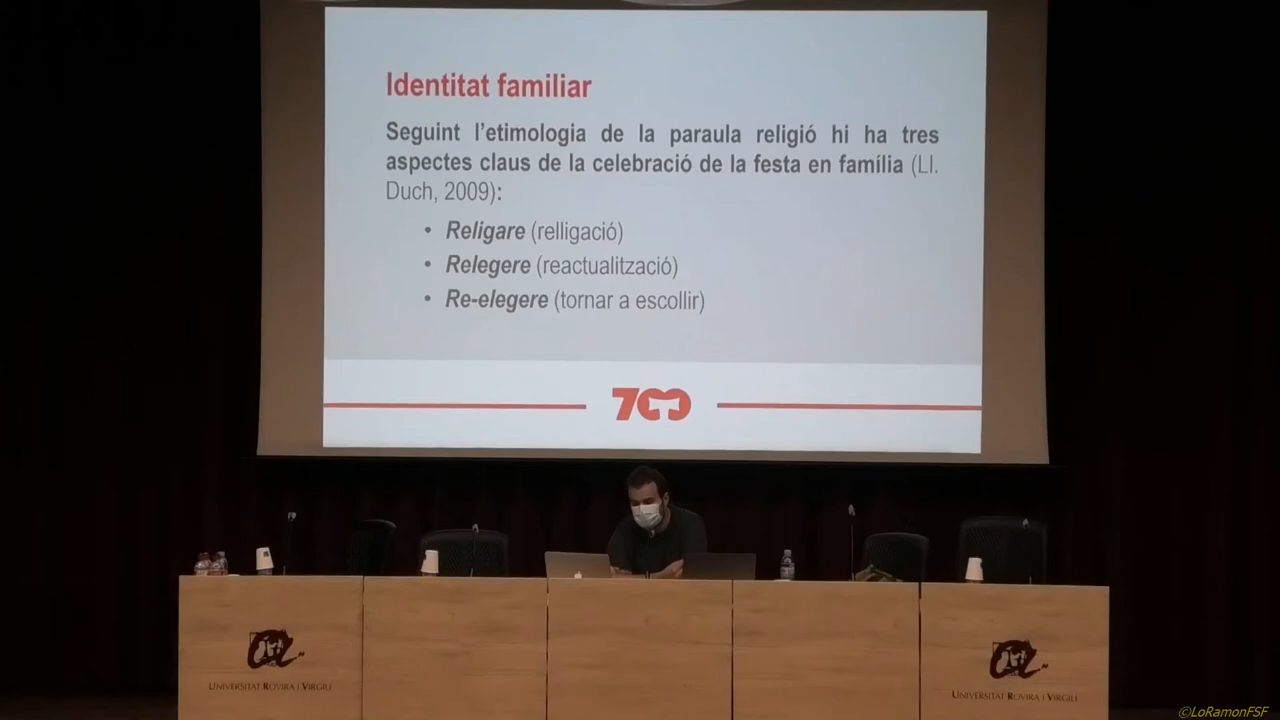 Identitat familiar
Seguint l'etimologia de la paraula religió hi ha tres
aspectes claus de la celebració de la festa en família (Ll.
Duch, 2009):
• Religare (relligació)
• Relegere (reactualització)
• Re-elegere (tornar a escollir)
700
UNIVERSITAT ROVIRA I VIRGILI
UNIVERSITAT ROVIRA I VIRGILI
©LoRamonFSF